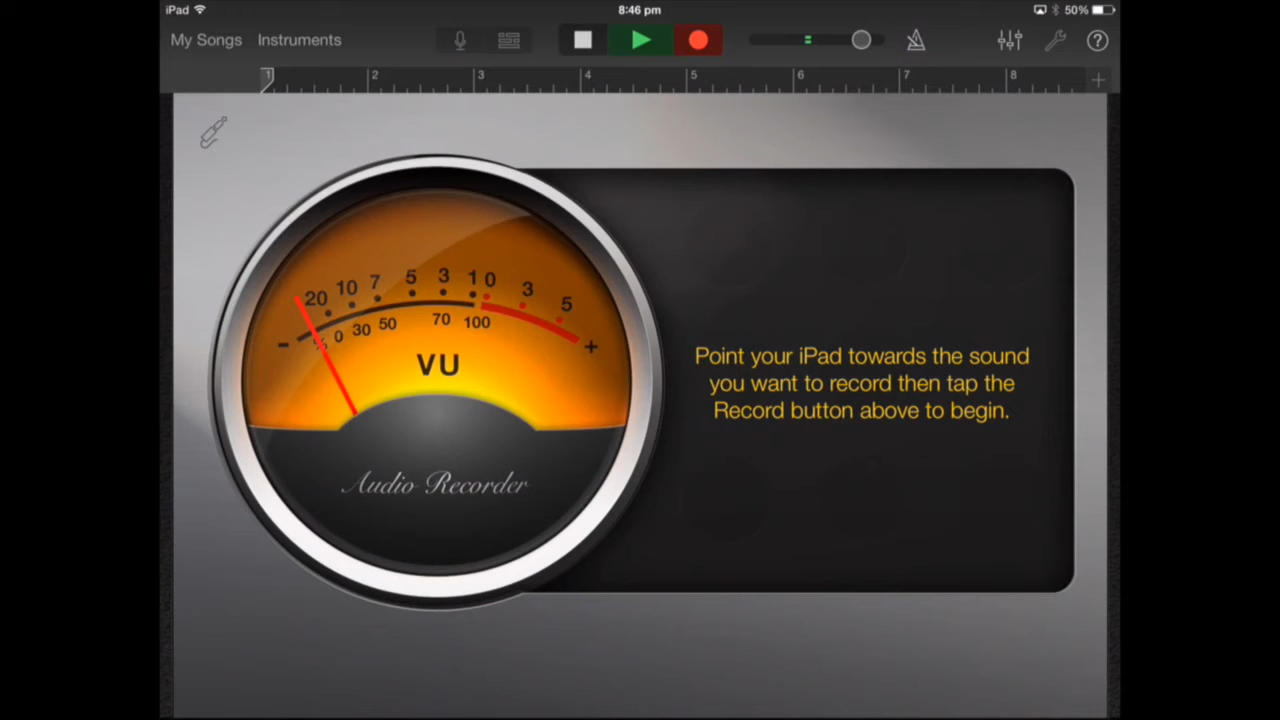 iPad 8:46 pm 50%
My Songs Instruments
1 2 3 4 5 6 7 8
20 10 7 5 3 1 0 3 5
- % 0 30 50 70 100 +
VU
Audio Recorder
Point your iPad towards the sound
you want to record then tap the
Record button above to begin.